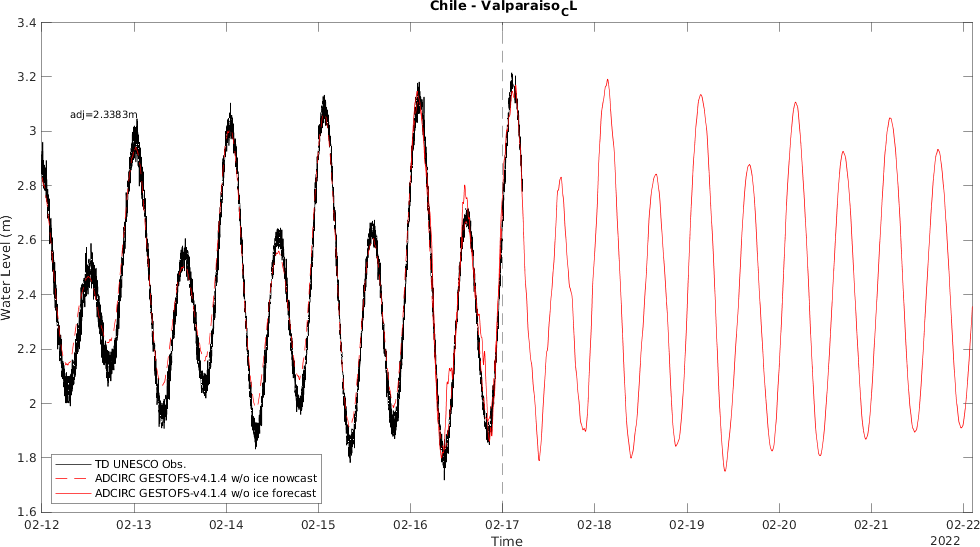 Chile - Valparaiso_CL
3.4
3.2
3
2.8
2.6
2.4
2.2
2
1.8
1.6
Water Level (m)
adj=2.3383m
TD UNESCO Obs.
ADCIRC GESTOFS-v4.1.4 w/o ice nowcast
ADCIRC GESTOFS-v4.1.4 w/o ice forecast
02-12 02-13 02-14 02-15 02-16 02-17 02-18 02-19 02-20 02-21 02-22
Time
2022